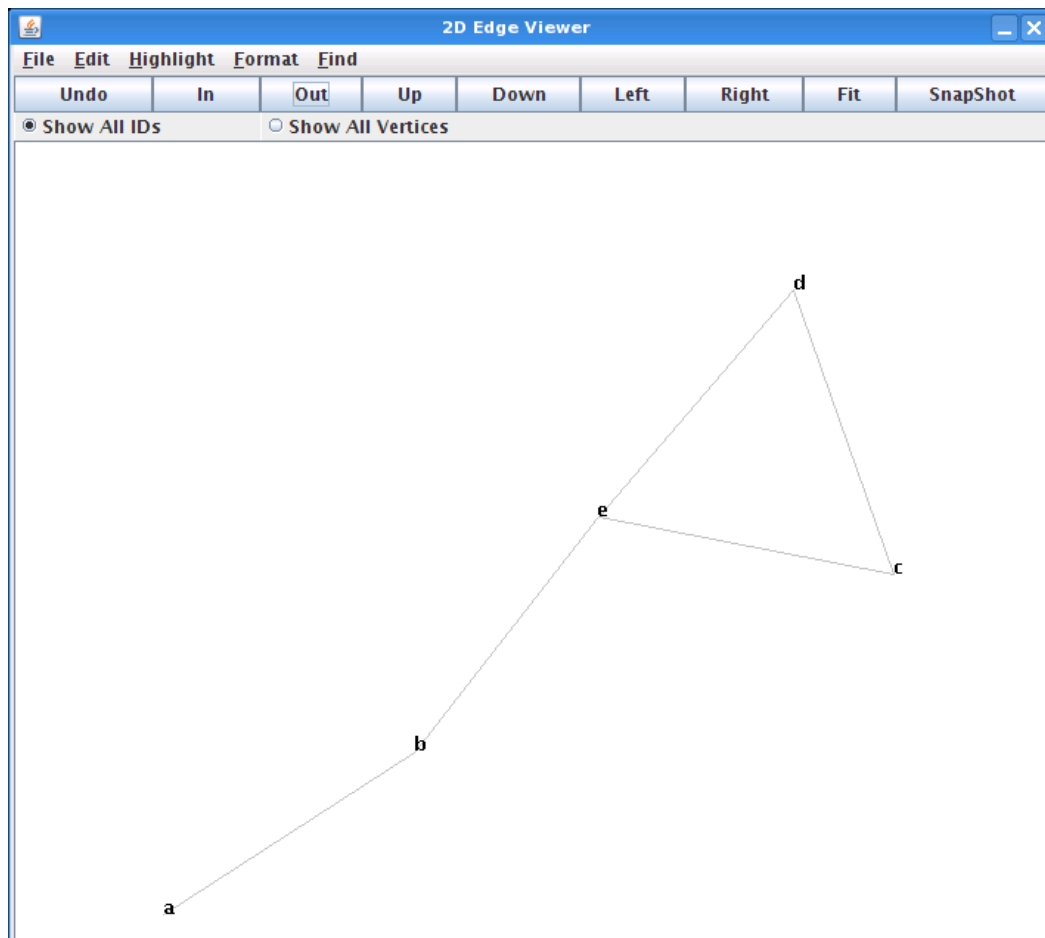 2D Edge Viewer
File Edit Highlight Format Find
Undo In Out Up Down Left Right Fit SnapShot
Show All IDs Show All Vertices
d
e
c
b
a